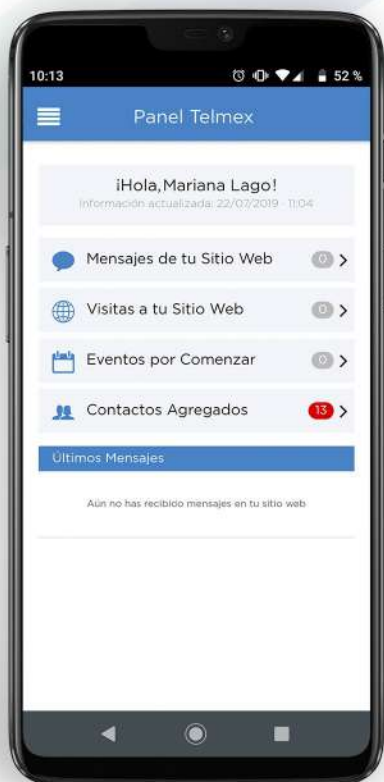 10:13
52 %
Panel Telmex
¡Hola,Mariana Lago!
Información actualizada: 22/07/2019 - 11:04
Mensajes de tu Sitio Web 0
Visitas a tu Sitio Web 0
Eventos por Comenzar 0
Contactos Agregados 13
Últimos Mensajes
Aún no has recibido mensajes en tu sitio web